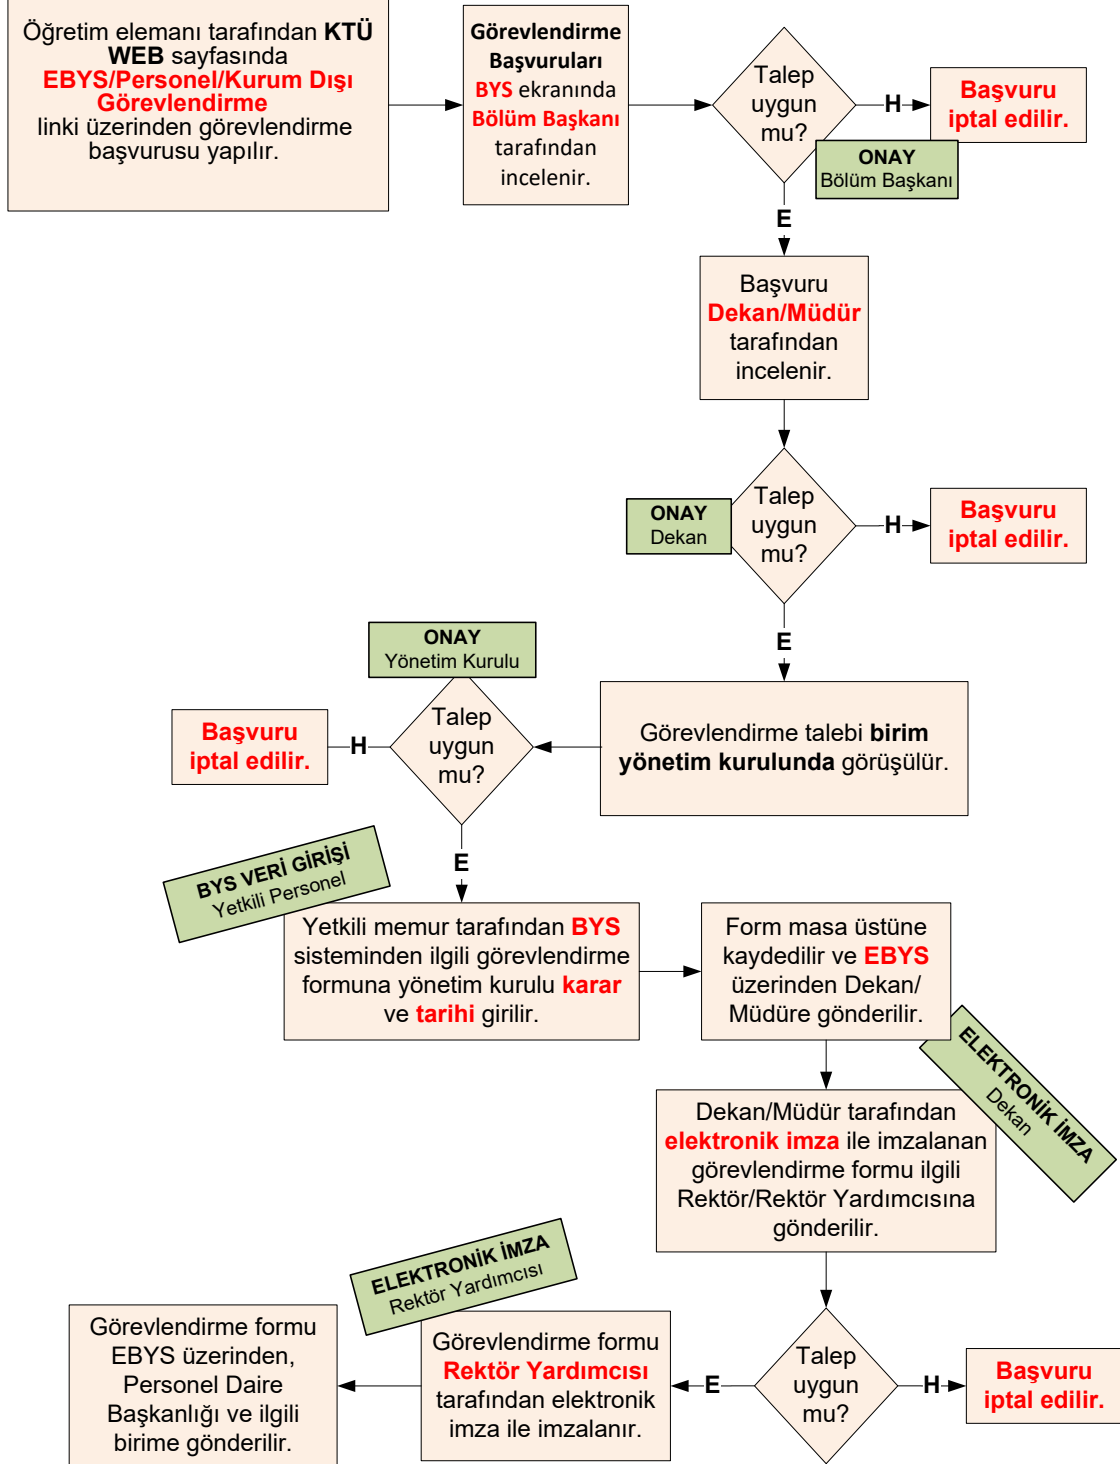 Öğretim elemanı tarafından KTÜ
WEB sayfasında
EBYS/Personel/Kurum Dışı
Görevlendirme
linki üzerinden görevlendirme
başvurusu yapılır.
Görevlendirme
Başvuruları
BYS ekranında
Bölüm Başkanı
tarafından
incelenir.
Talep
uygun
mu?
H
Başvuru
iptal edilir.
ONAY
Bölüm Başkanı
E
Başvuru
Dekan/Müdür
tarafından
incelenir.
ONAY
Dekan
Talep
uygun
mu?
H
Başvuru
iptal edilir.
E
Görevlendirme talebi birim
yönetim kurulunda görüşülür.
ONAY
Yönetim Kurulu
Talep
uygun
mu?
H
Başvuru
iptal edilir.
E
BYS VERİ GİRİŞİ
Yetkili Personel
Yetkili memur tarafından BYS
sisteminden ilgili görevlendirme
formuna yönetim kurulu karar
ve tarihi girilir.
Form masa üstüne
kaydedilir ve EBYS
üzerinden Dekan/
Müdüre gönderilir.
ELEKTRONİK İMZA
Dekan
Dekan/Müdür tarafından
elektronik imza ile imzalanan
görevlendirme formu ilgili
Rektör/Rektör Yardımcısına
gönderilir.
Talep
uygun
mu?
H
Başvuru
iptal edilir.
E
ELEKTRONİK İMZA
Rektör Yardımcısı
Görevlendirme formu
Rektör Yardımcısı
tarafından elektronik
imza ile imzalanır.
Görevlendirme formu
EBYS üzerinden,
Personel Daire
Başkanlığı ve ilgili
birime gönderilir.